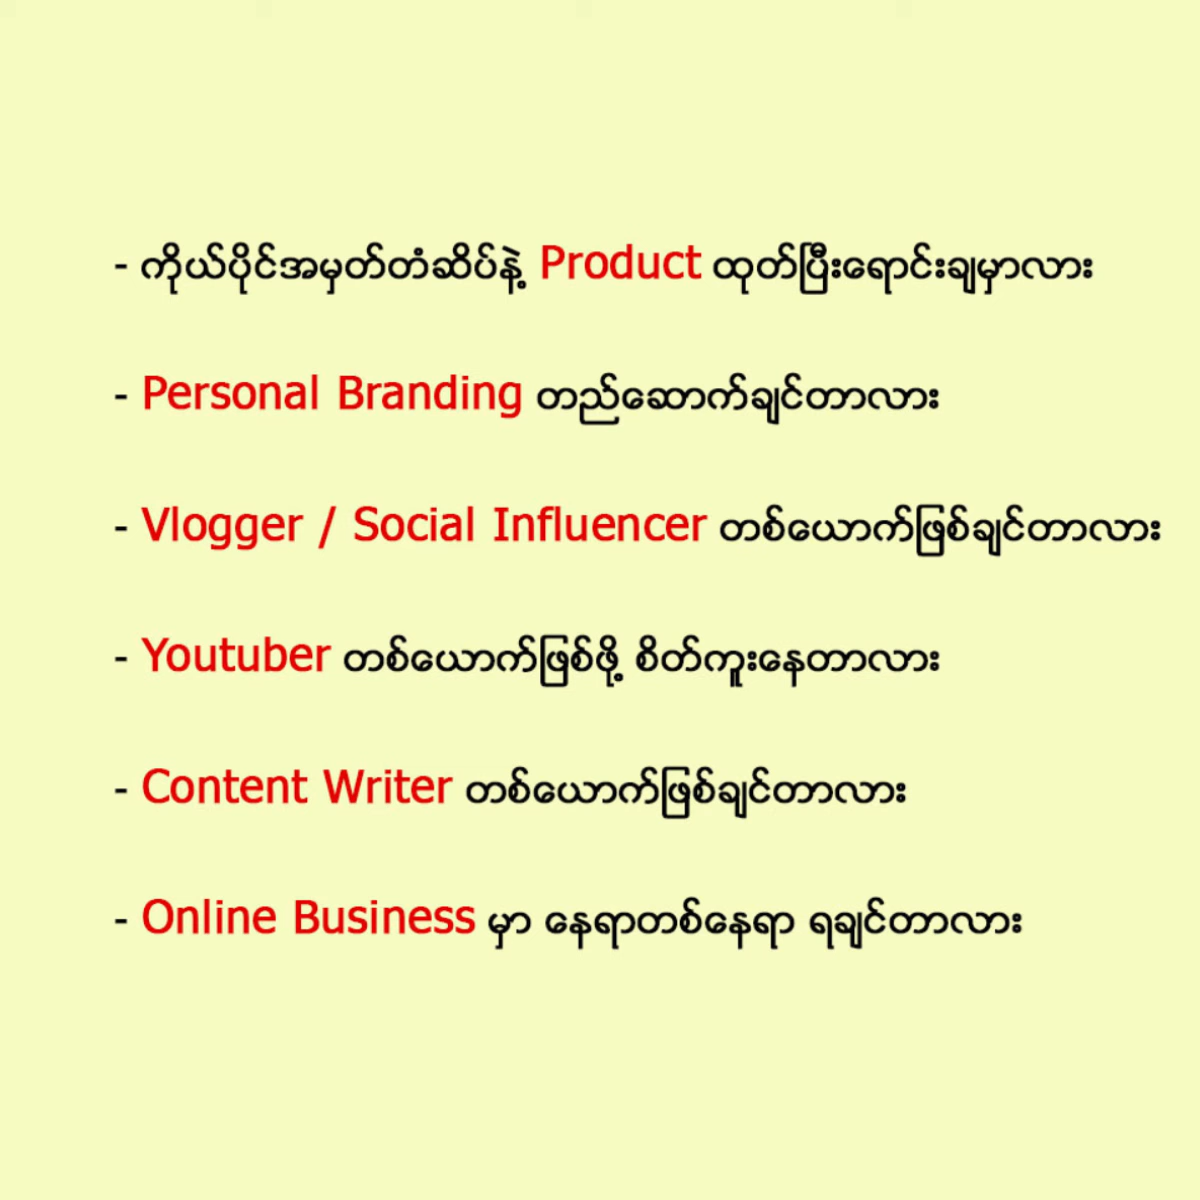 - ကိုယ်ပိုင်အမှတ်တံဆိပ်နဲ့ Product ထုတ်ပြီးရောင်းချမှာလား
- Personal Branding တည်ဆောက်ချင်တာလား
- Vlogger / Social Influencer တစ်ယောက်ဖြစ်ချင်တာလား
- Youtuber တစ်ယောက်ဖြစ်ဖို့ စိတ်ကူးနေတာလား
- Content Writer တစ်ယောက်ဖြစ်ချင်တာလား
- Online Business မှာ နေရာတစ်နေရာ ရချင်တာလား